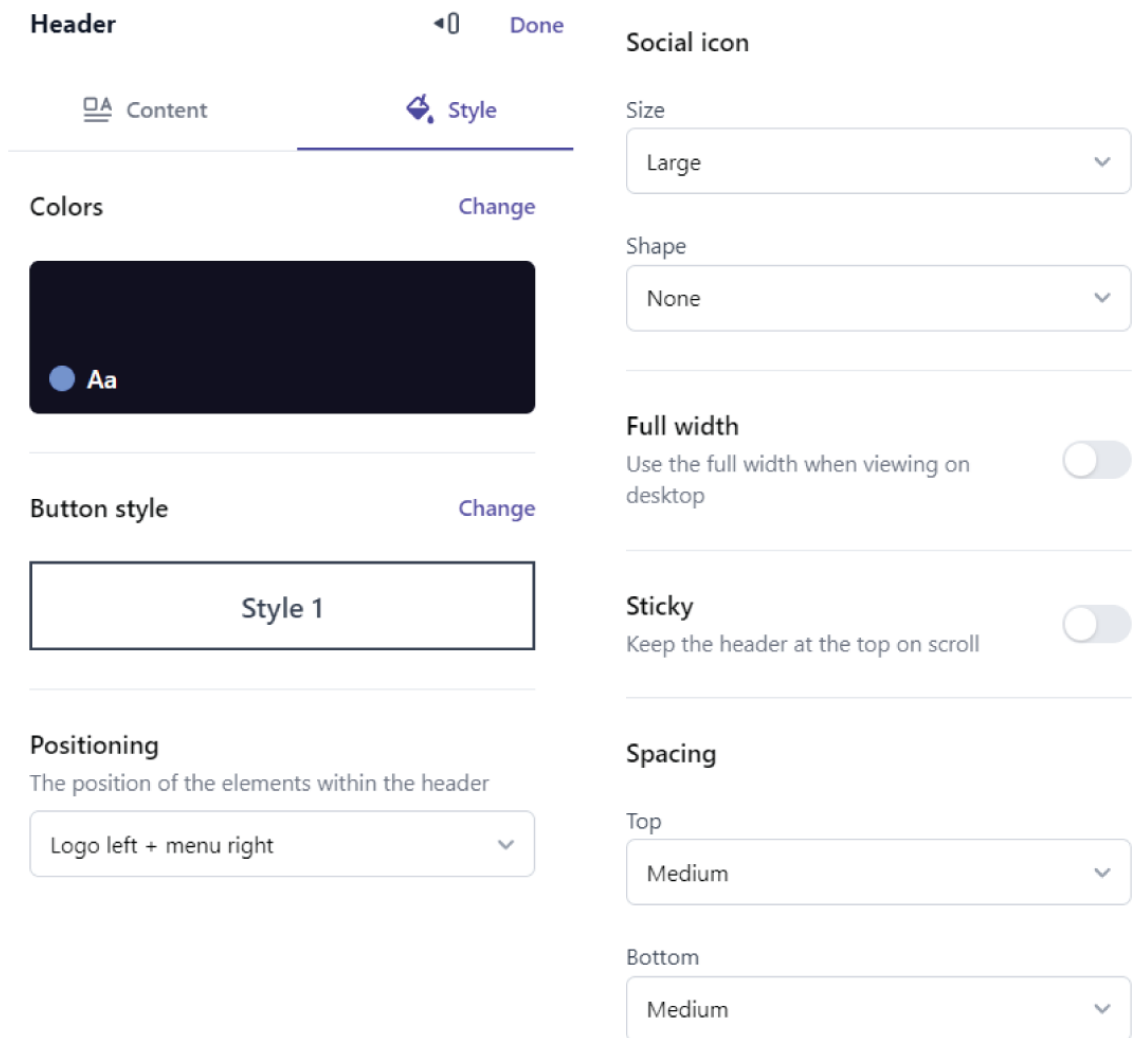 Header
Done
Content
Style
Colors
Change
Aa
Button style
Change
Style 1
Positioning
The position of the elements within the header
Logo left + menu right
Social icon
Size
Large
Shape
None
Full width
Use the full width when viewing on
desktop
Sticky
Keep the header at the top on scroll
Spacing
Top
Medium
Bottom
Medium